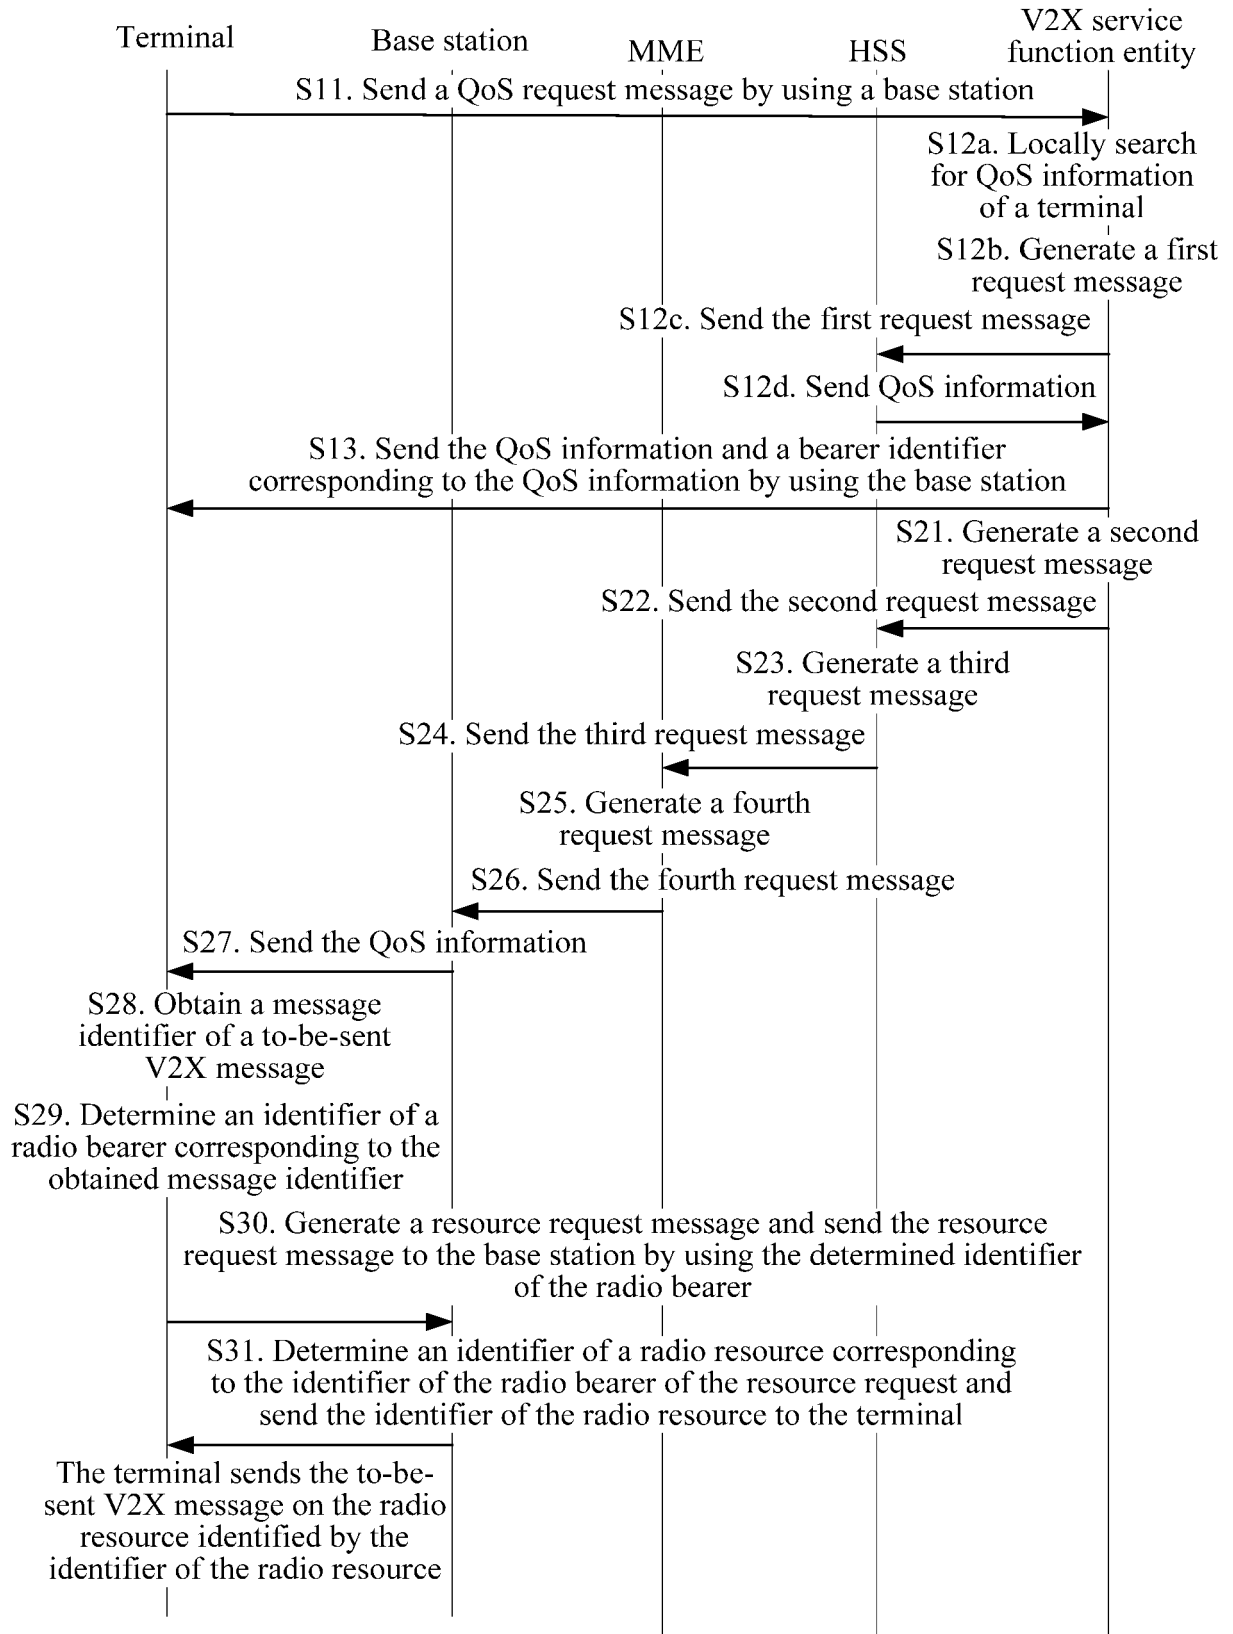 Terminal
Base station
MME
HSS
V2X service
function entity
S11. Send a QoS request message by using a base station
S12a. Locally search
for QoS information
of a terminal
S12b. Generate a first
request message
S12c. Send the first request message
S12d. Send QoS information
S13. Send the QoS information and a bearer identifier
corresponding to the QoS information by using the base station
S21. Generate a second
request message
S22. Send the second request message
S23. Generate a third
request message
S24. Send the third request message
S25. Generate a fourth
request message
S26. Send the fourth request message
S27. Send the QoS information
S28. Obtain a message
identifier of a to-be-sent
V2X message
S29. Determine an identifier of a
radio bearer corresponding to the
obtained message identifier
S30. Generate a resource request message and send the resource
request message to the base station by using the determined identifier
of the radio bearer
S31. Determine an identifier of a radio resource corresponding
to the identifier of the radio bearer of the resource request and
send the identifier of the radio resource to the terminal
The terminal sends the to-be-
sent V2X message on the radio
resource identified by the
identifier of the radio resource